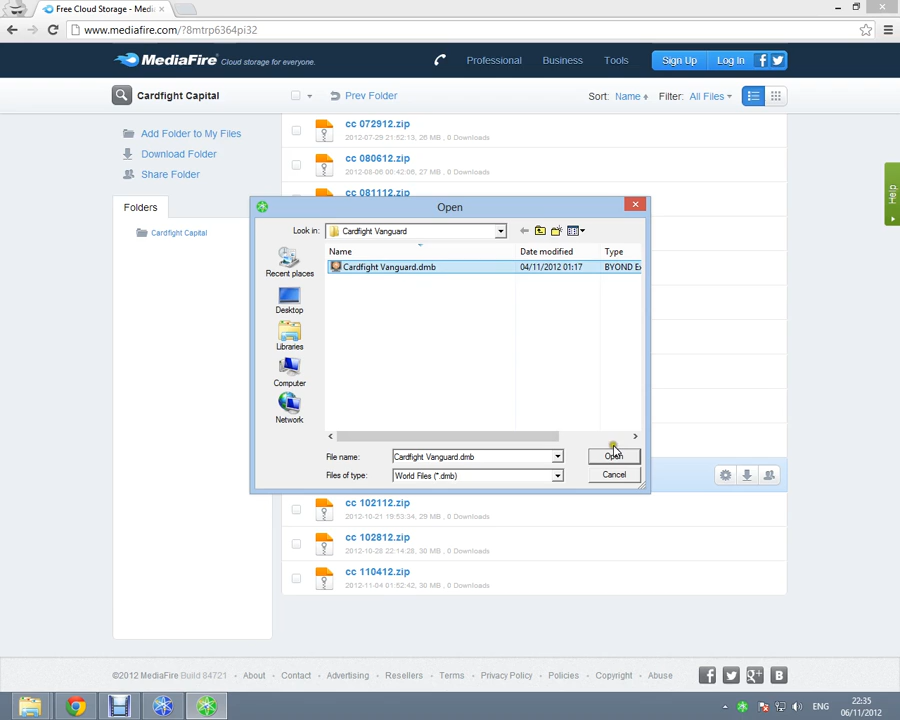 Free Cloud Storage - Medi
www.mediafire.com/?8mtrp6364pi32
MediaFire Cloud storage for everyone.
Professional Business Tools Sign Up Log In
Cardfight Capital
Prev Folder
Sort: Name Filter: All Files
Add Folder to My Files
Download Folder
Share Folder
Folders
Cardfight Capital
cc 072912.zip
2012-07-29 21:52:13, 26 MB , 0 Downloads
cc 080612.zip
2012-08-06 00:42:06, 27 MB , 0 Downloads
cc 081112.zip
Help
Open
Look in: Cardfight Vanguard
Name Date modified Type
Cardfight Vanguard.dmb 04/11/2012 01:17 BYOND Ex
Recent places
Desktop
Libraries
Computer
Network
File name: Cardfight Vanguard.dmb Open
Files of type: World Files (*.dmb) Cancel
cc 102112.zip
2012-10-21 19:53:34, 29 MB , 0 Downloads
cc 102812.zip
2012-10-28 22:14:28, 30 MB , 0 Downloads
cc 110412.zip
2012-11-04 01:52:42, 30 MB , 0 Downloads
©2012 MediaFire Build 84721 • About • Contact • Advertising • Resellers • Terms • Privacy Policy • Policies • Copyright • Abuse
ENG
22:35
06/11/2012